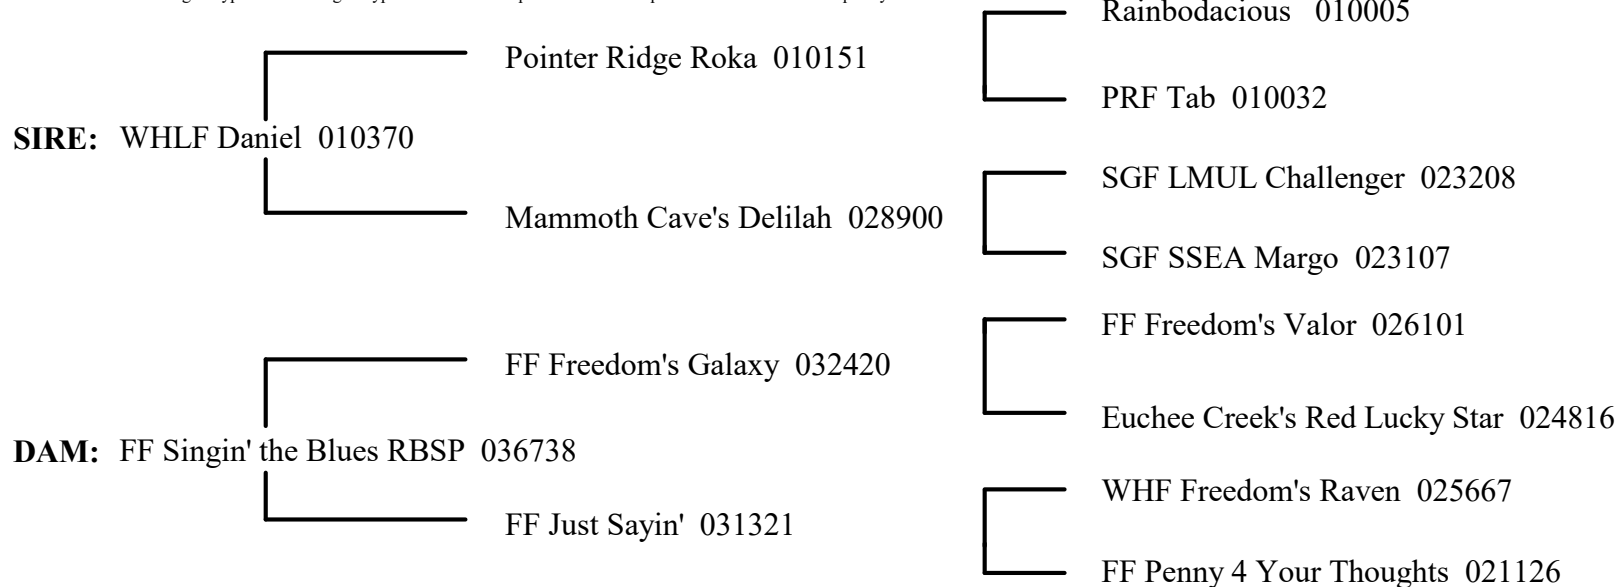 Rainbodacious 010005
Pointer Ridge Roka 010151
PRF Tab 010032
SIRE: WHLF Daniel 010370
SGF LMUL Challenger 023208
Mammoth Cave's Delilah 028900
SGF SSEA Margo 023107
FF Freedom's Valor 026101
FF Freedom's Galaxy 032420
Euchee Creek's Red Lucky Star 024816
DAM: FF Singin' the Blues RBSP 036738
WHF Freedom's Raven 025667
FF Just Sayin' 031321
FF Penny 4 Your Thoughts 021126